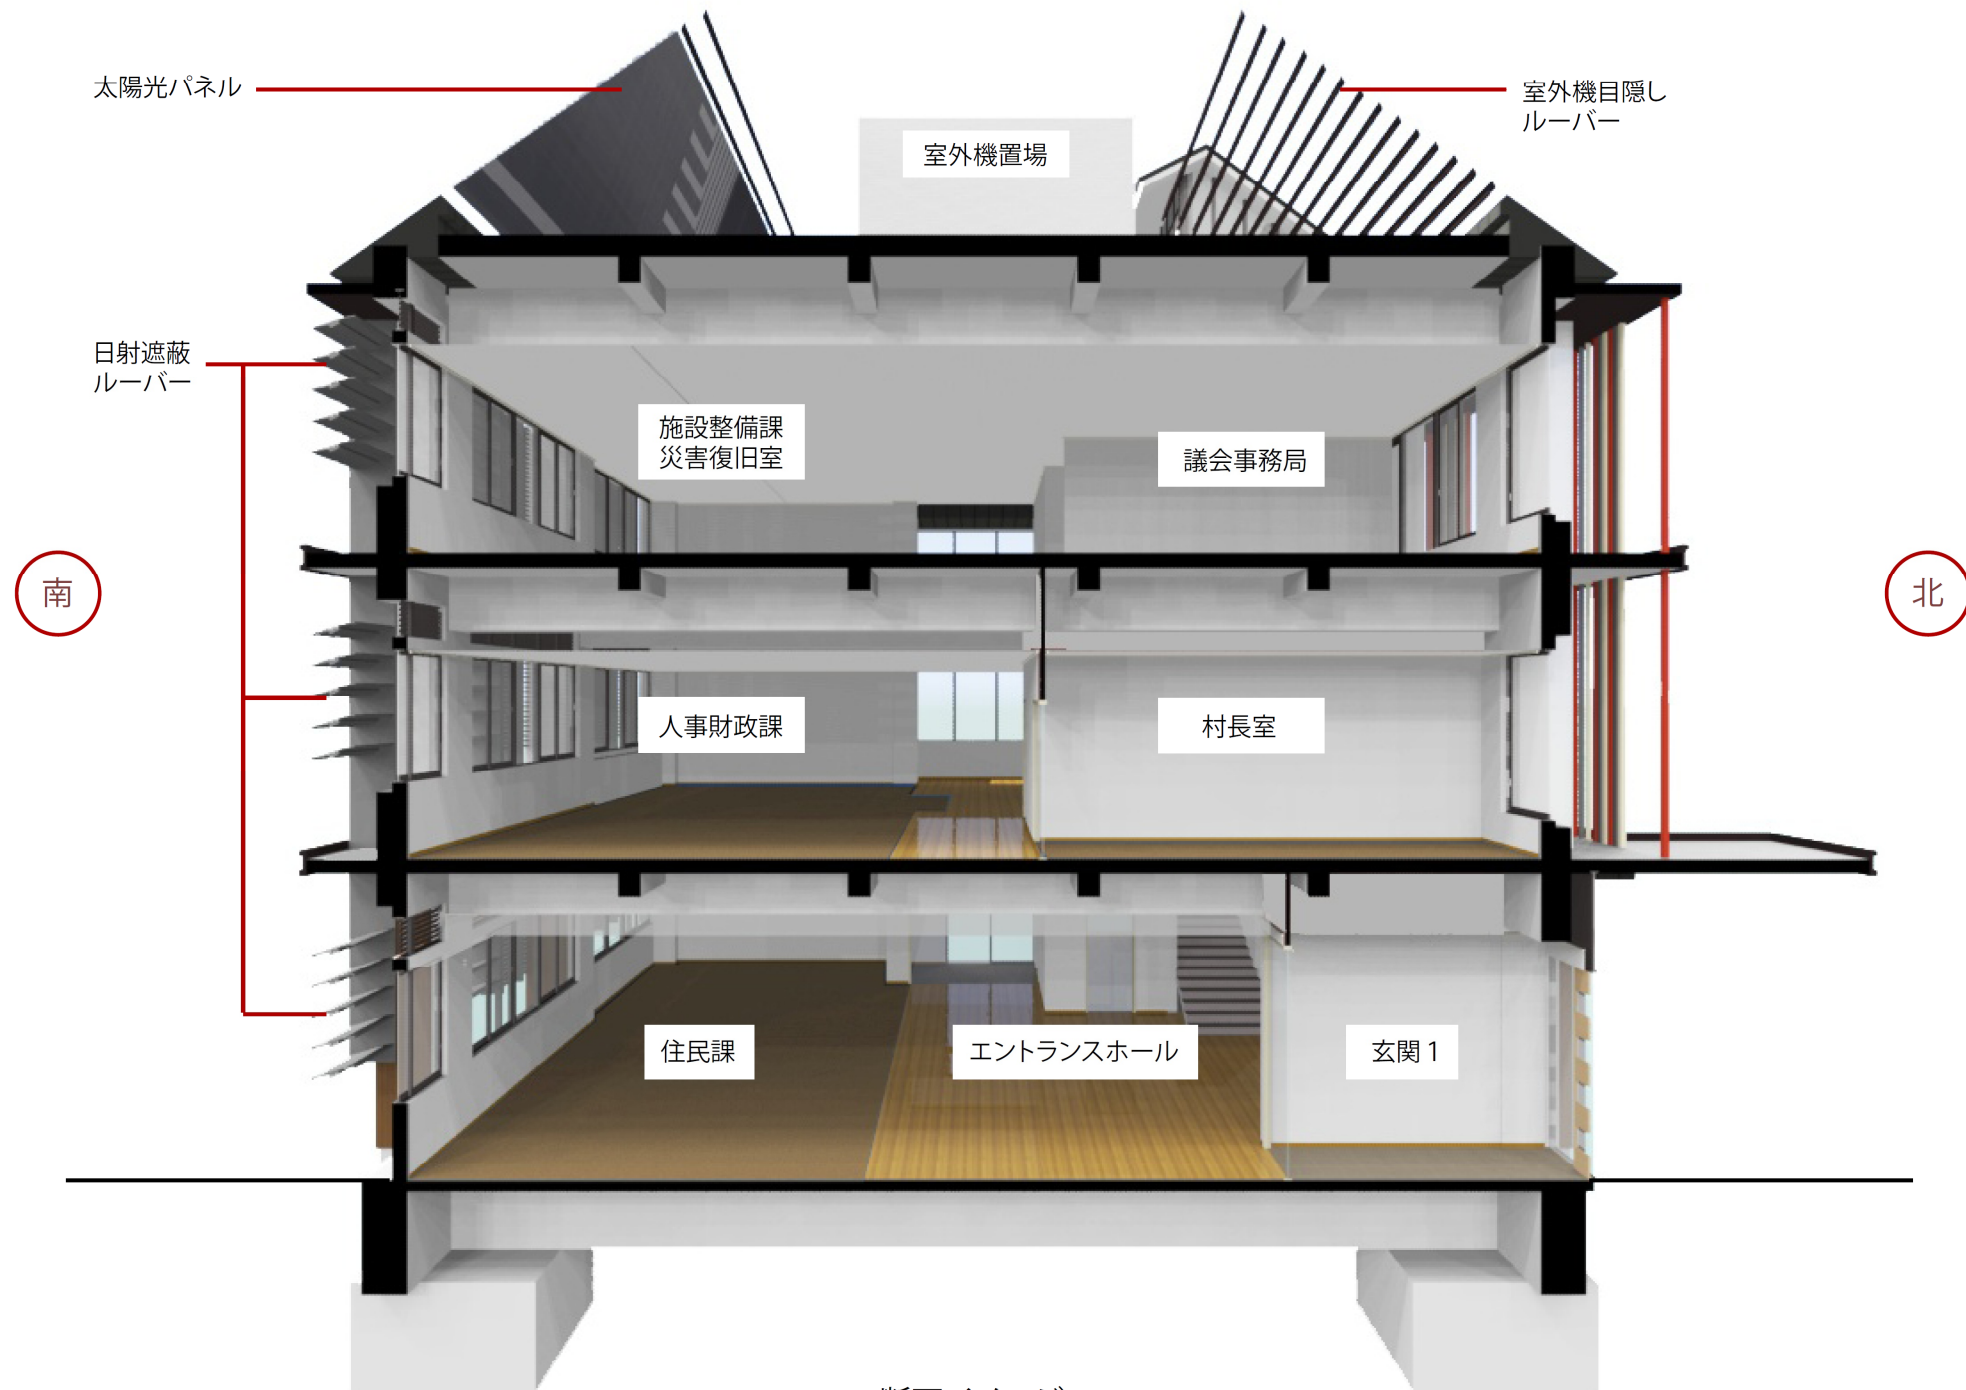 太陽光パネル
室外機目隠し
ルーバー
室外機置場
日射遮蔽
ルーバー
施設整備課
災害復旧室
議会事務局
南
北
人事財政課
村長室
住民課
エントランスホール
玄関 1